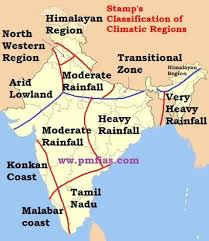 Himalayan
Region
Stamp's
Classification of
Climatic Regions
North
Western
Region
Transitional
Zone
Himalayan
Region
Arid
Lowland
Moderate
Rainfall
Very
Heavy
Rainfall
Moderate
Rainfall
Heavy
Rainfall
www.pmfias.com
Konkan
Coast
Tamil
Nadu
Malabar
coast